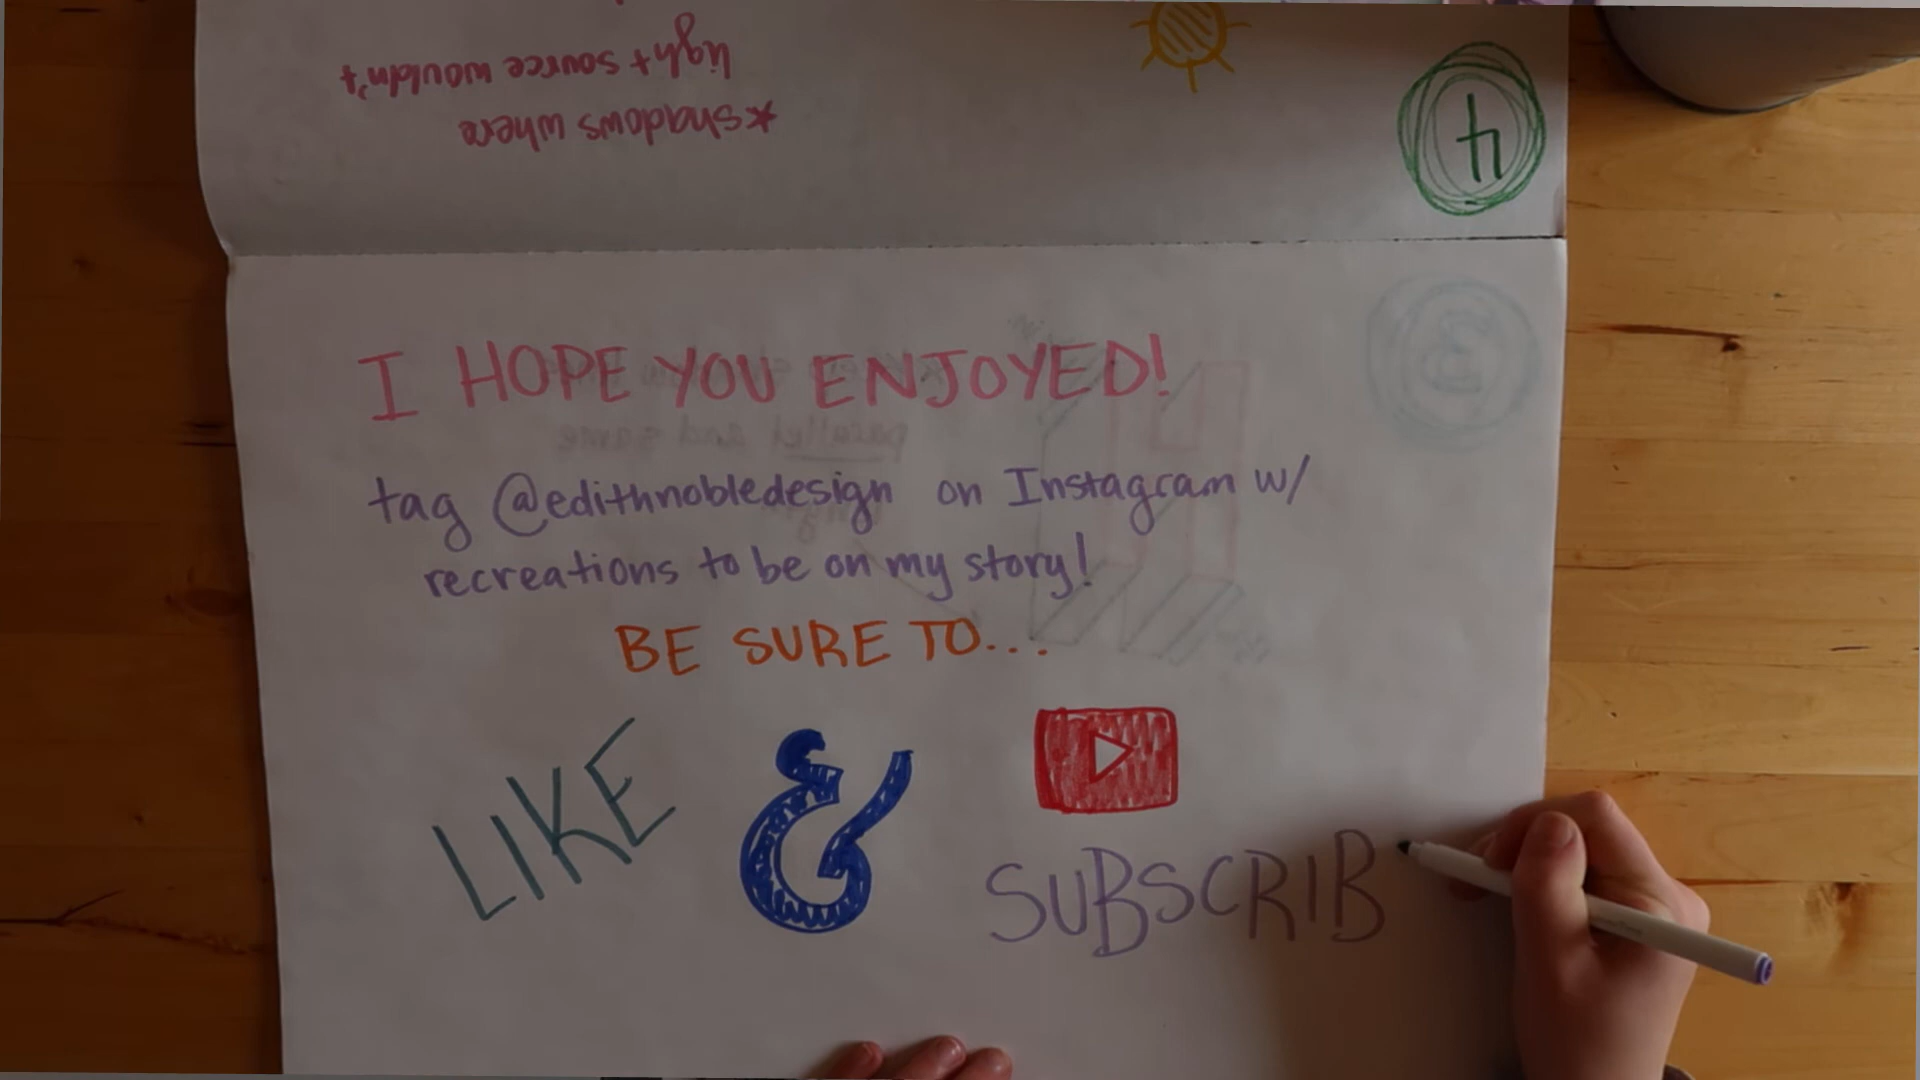 *shadows where
light source wouldn't
4
I HOPE YOU ENJOYED!
tag @edithnobledesign on Instagram w/
recreations to be on my story!
BE SURE TO...
LIKE & SUBSCRIB